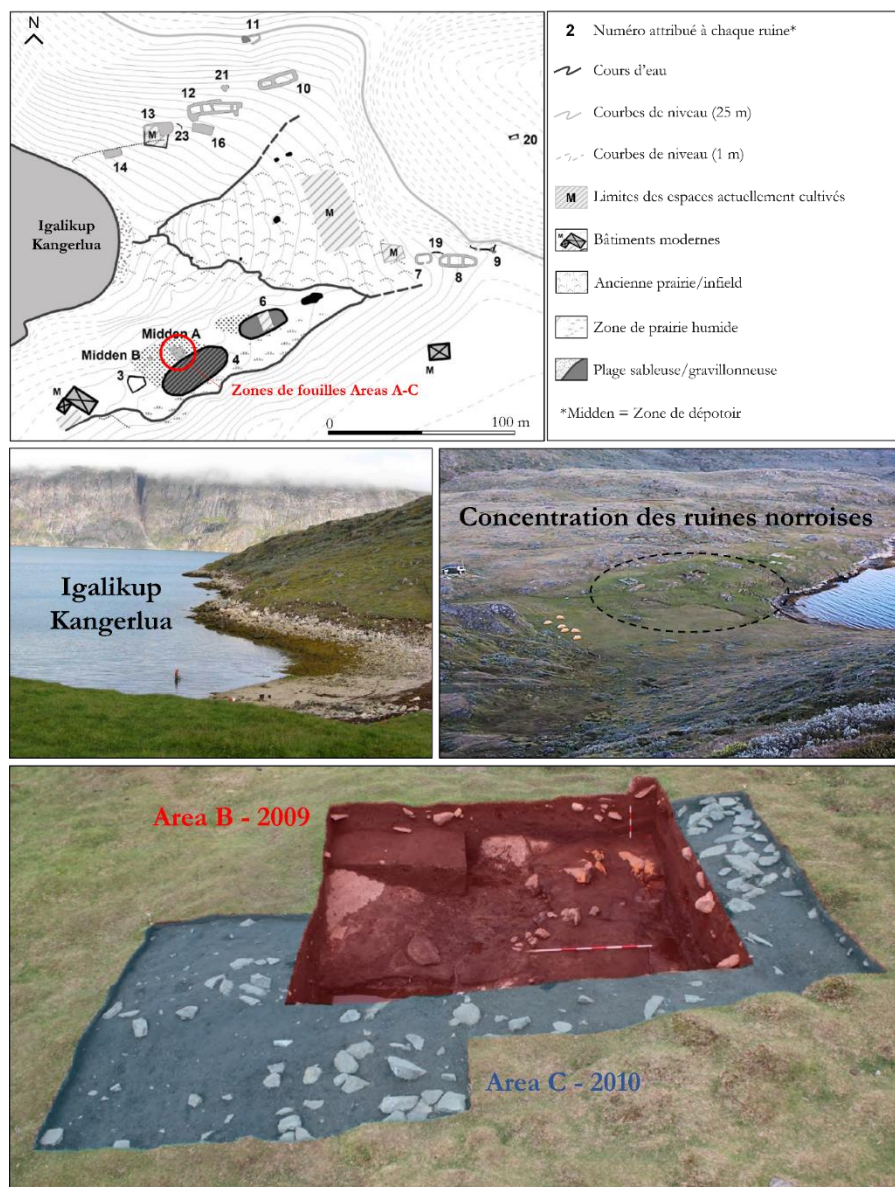 N
11
21
10
12
13
M
23
16
14
20
Igalikup
Kangerlua
M
M
19
7
8
9
6
Midden A
Midden B
4
3
M
M
Zones de fouilles Areas A-C
0
100 m
2 Numéro attribué à chaque ruine*
Cours d'eau
Courbes de niveau (25 m)
Courbes de niveau (1 m)
M Limites des espaces actuellement cultivés
M Bâtiments modernes
Ancienne prairie/infield
Zone de prairie humide
Plage sableuse/gravillonneuse
*Midden = Zone de dépotoir
Igalikup
Kangerlua
Concentration des ruines norroises
Area B - 2009
Area C - 2010